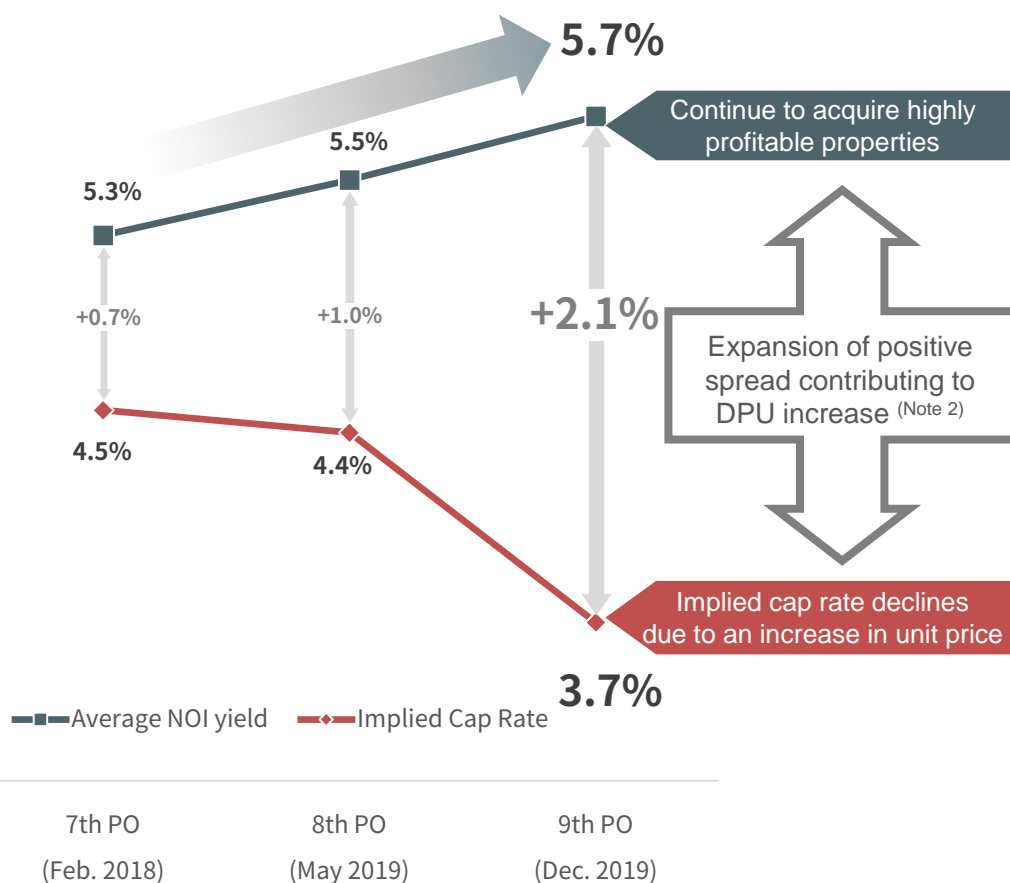 5.7%
Continue to acquire highly
profitable properties
5.5%
5.3%
+0.7%
+1.0%
+2.1%
Expansion of positive
spread contributing to
DPU increase (Note 2)
4.5%
4.4%
Implied cap rate declines
due to an increase in unit price
3.7%
Average NOI yield
Implied Cap Rate
7th PO
(Feb. 2018)
8th PO
(May 2019)
9th PO
(Dec. 2019)